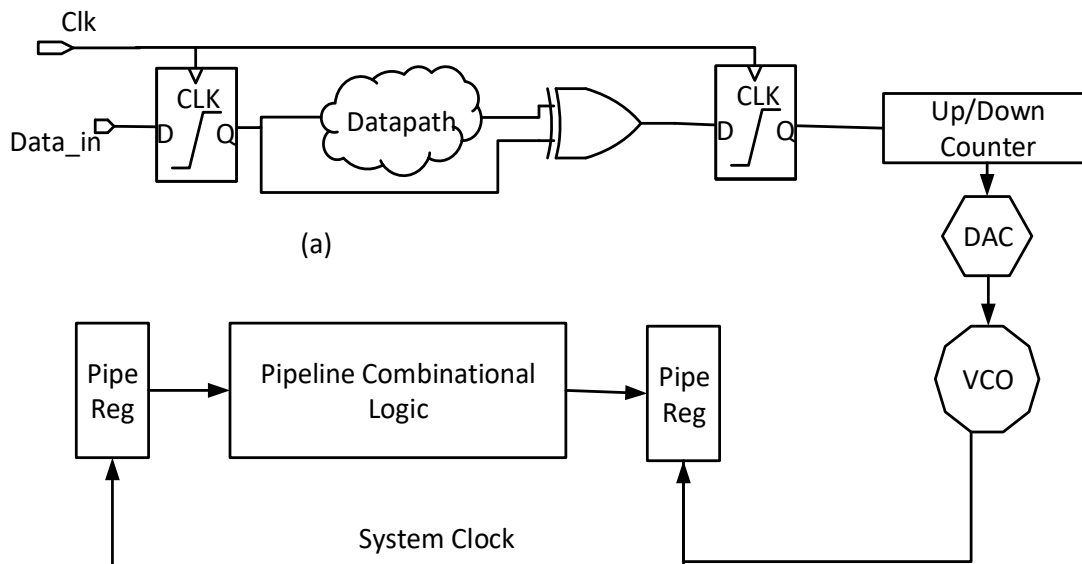 Clk
CLK
D
Q
Data_in
Datapath
CLK
D
Q
Up/Down
Counter
(a)
DAC
Pipe
Reg
Pipeline Combinational
Logic
Pipe
Reg
VCO
System Clock